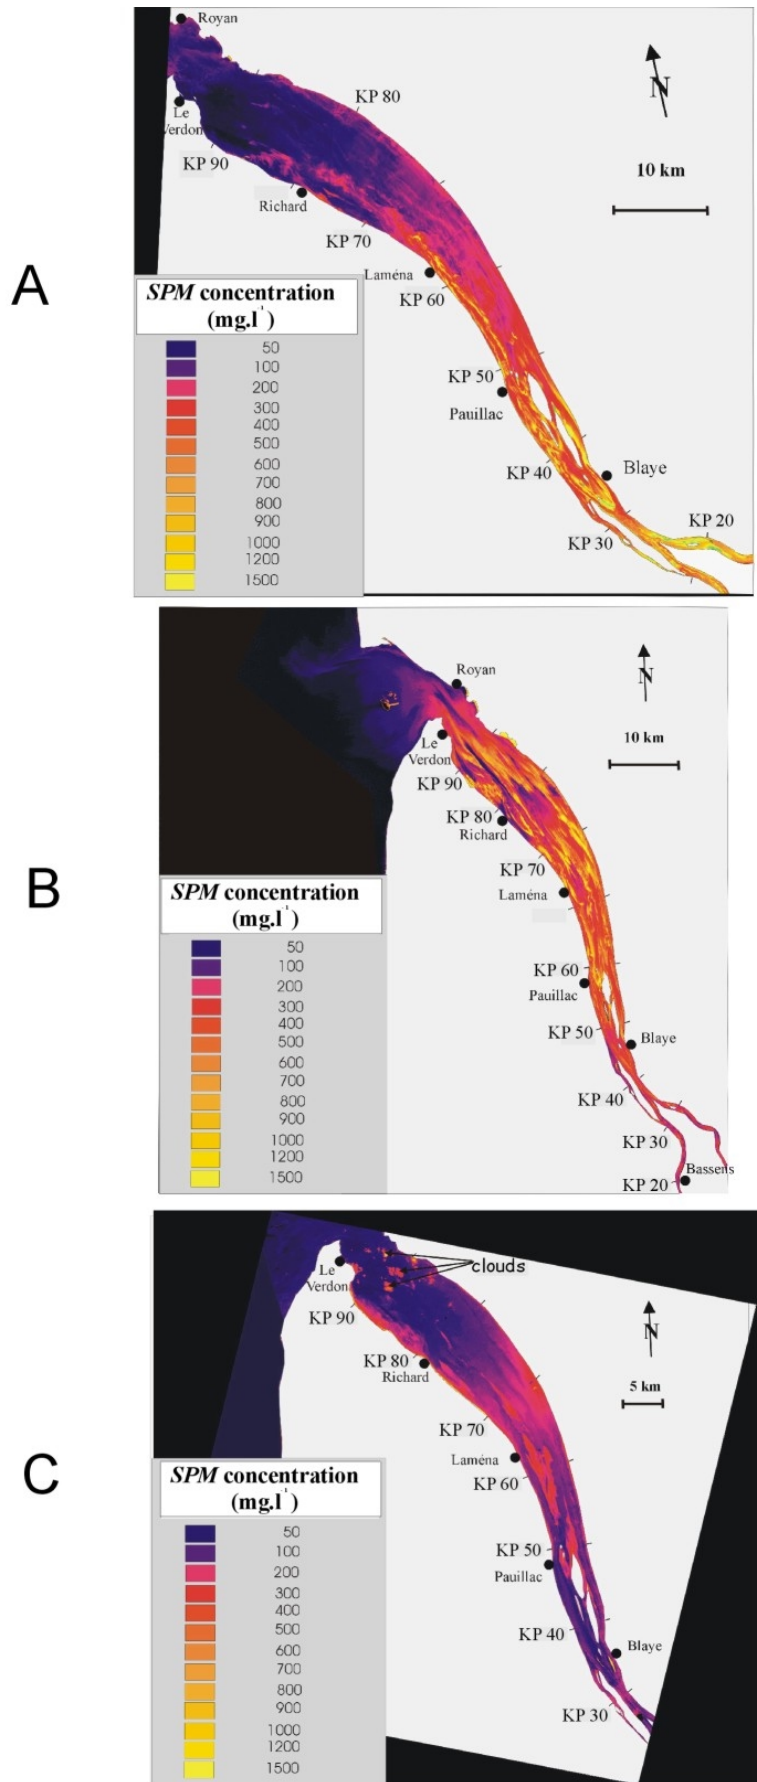 A
Royan
KP 80
N
Le
Verdon
KP 90
10 km
Richard
KP 70
Laména
KP 60
SPM concentration
(mg.l⁻¹)
50
100
200
300
400
500
600
700
800
900
1000
1200
1500
KP 50
Pauillac
KP 40
Blaye
KP 30
KP 20
B
Royan
N
Le
Verdon
10 km
KP 90
KP 80
Richard
KP 70
Laména
SPM concentration
(mg.l⁻¹)
50
100
200
300
400
500
600
700
800
900
1000
1200
1500
KP 60
Pauillac
KP 50
Blaye
KP 40
KP 30
Bassens
KP 20
C
clouds
Le
Verdon
KP 90
N
KP 80
Richard
5 km
KP 70
Laména
KP 60
SPM concentration
(mg.l⁻¹)
50
100
200
300
400
500
600
700
800
900
1000
1200
1500
KP 50
Pauillac
KP 40
Blaye
KP 30